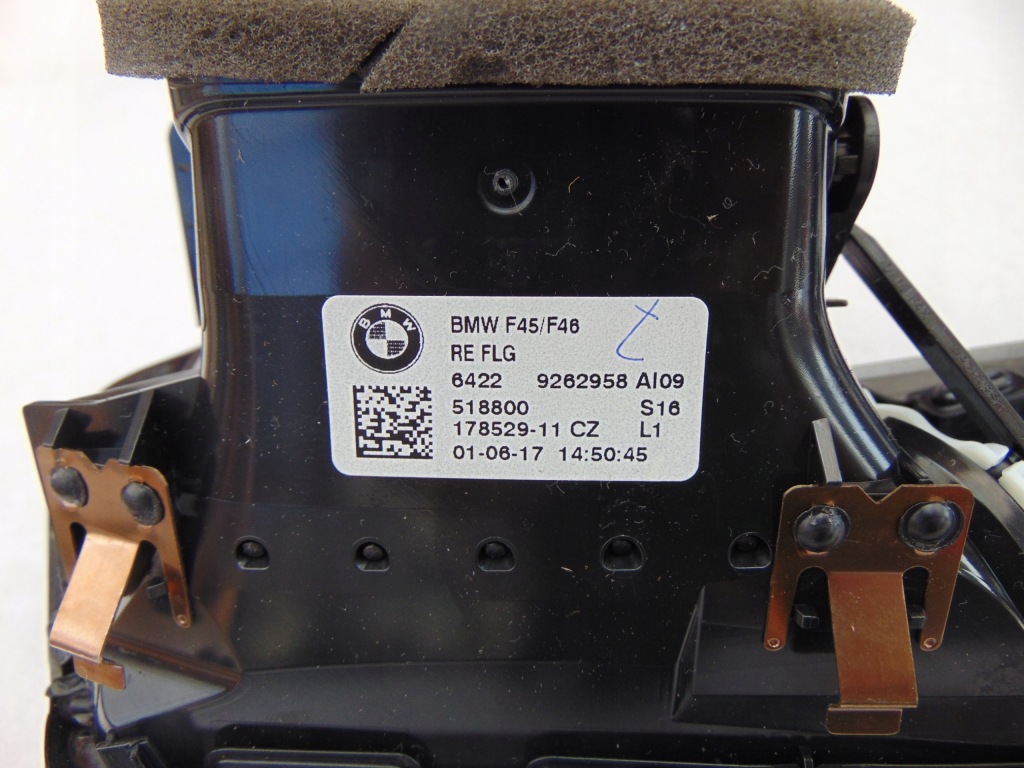 BMW
BMW F45/F46
RE FLG
6422 9262958 AI09
518800 S16
178529-11 CZ L1
01-06-17 14:50:45